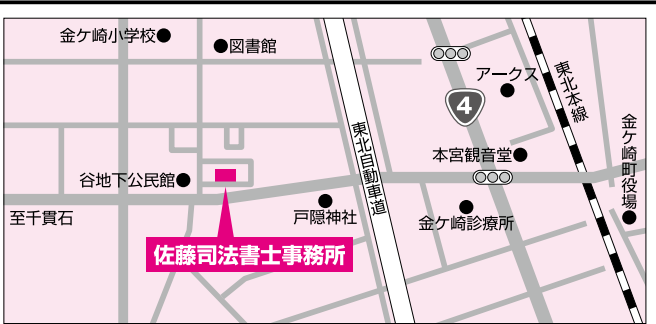 金ケ崎小学校
図書館
アークス
4
東北本線
東北自動車道
金ケ崎町役場
本宮観音堂
谷地下公民館
至千貫石
戸隠神社
金ケ崎診療所
佐藤司法書士事務所